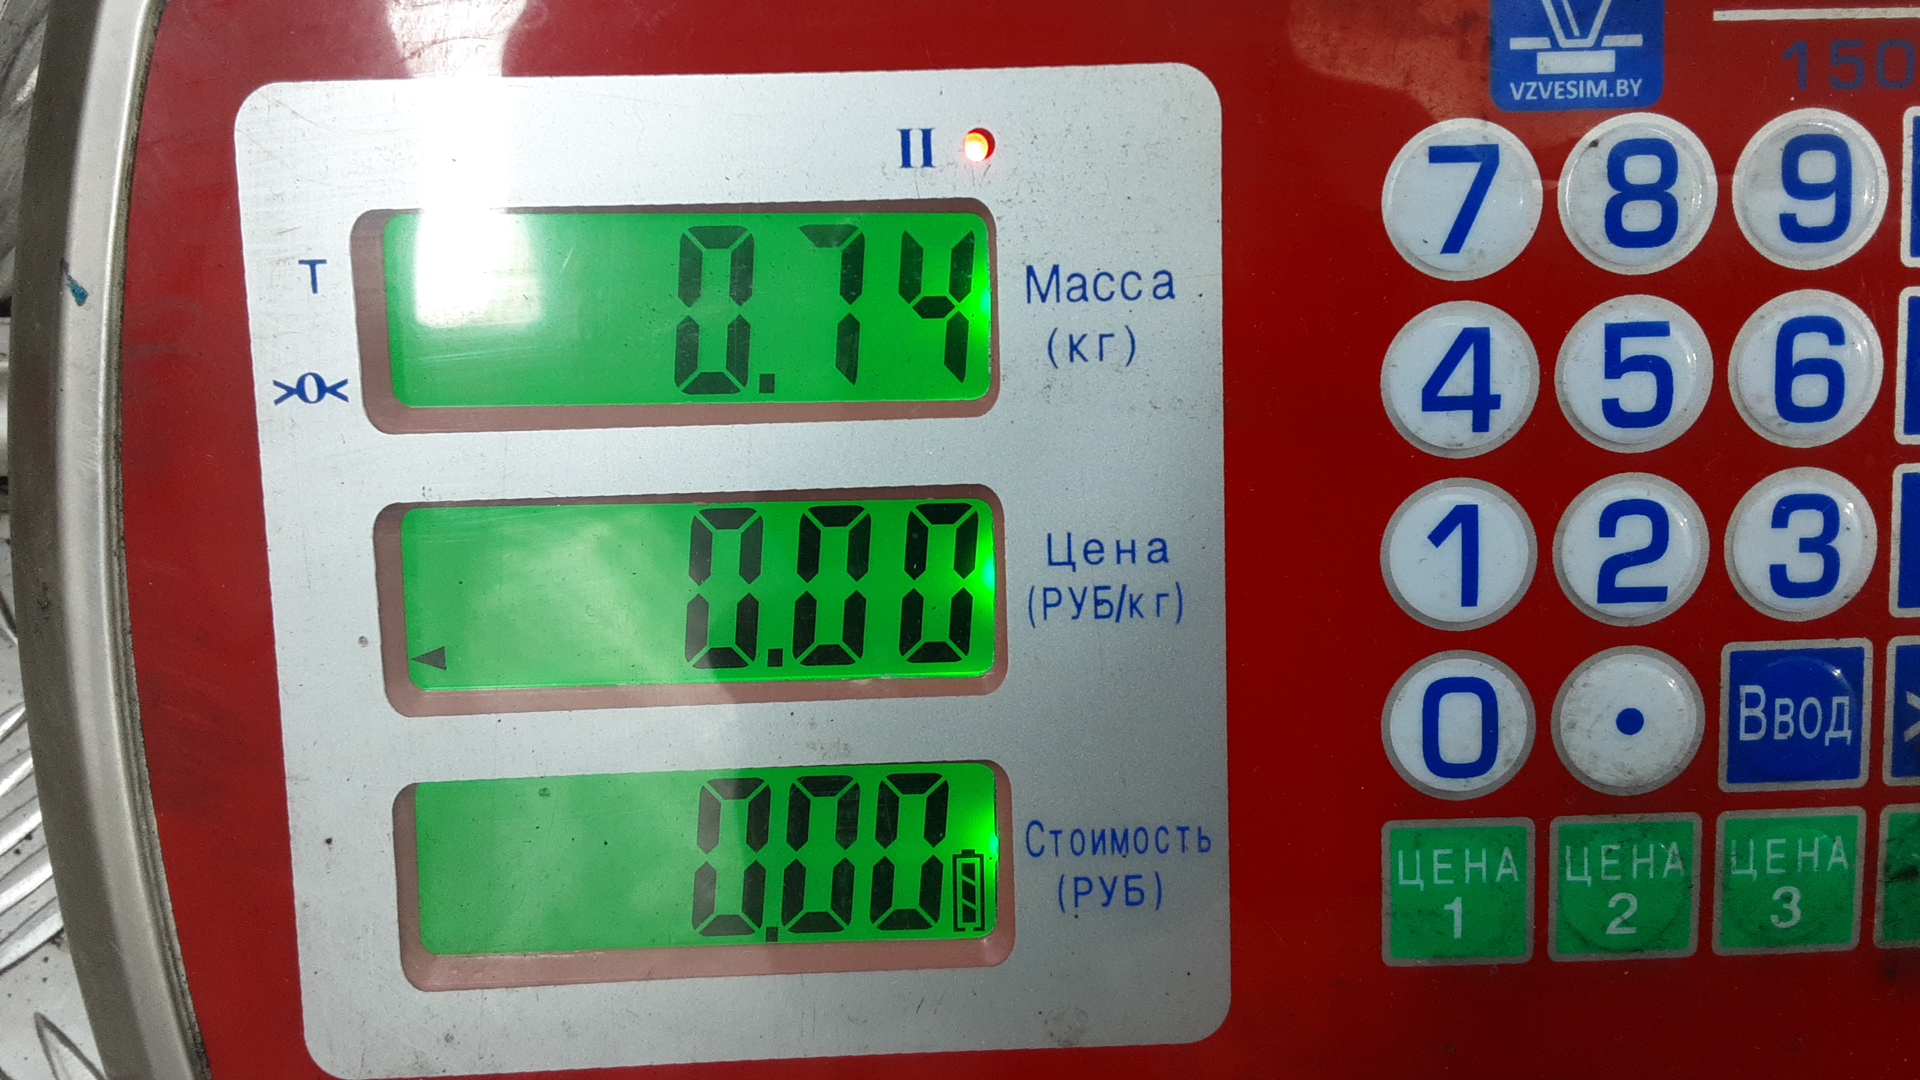 VZVESIM.BY
150
II
T
0.74
Масса
(кг)
>0<
0.00
Цена
(РУБ/кг)
0.00
Стоимость
(РУБ)
7 8 9
4 5 6
1 2 3
0 . Ввод
ЦЕНА 1
ЦЕНА 2
ЦЕНА 3